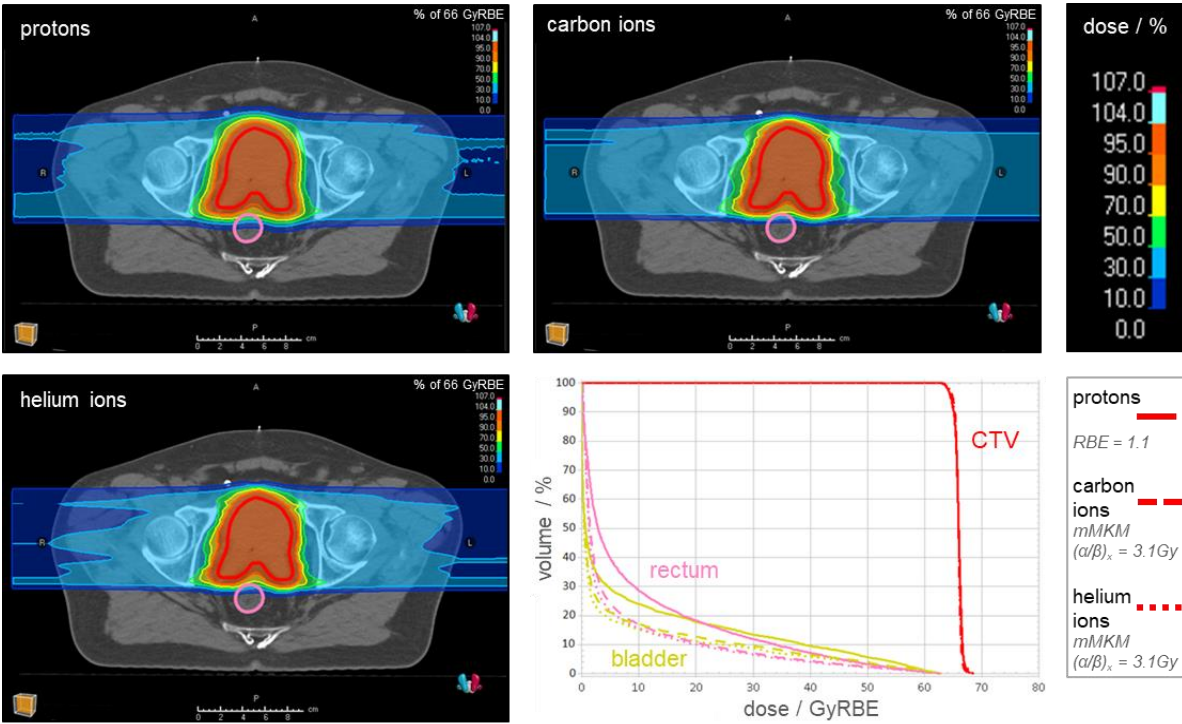 protons
A
% of 66 GyRBE
107.0
104.0
95.0
90.0
70.0
50.0
30.0
10.0
0.0
R
L
P
0 2 4 6 8 cm
carbon ions
A
% of 66 GyRBE
107.0
104.0
95.0
90.0
70.0
50.0
30.0
10.0
0.0
R
L
P
0 2 4 6 8 cm
dose / %
107.0
104.0
95.0
90.0
70.0
50.0
30.0
10.0
0.0
helium ions
A
% of 66 GyRBE
107.0
104.0
95.0
90.0
70.0
50.0
30.0
10.0
0.0
R
L
P
0 2 4 6 8 cm
volume / %
100
90
80
70
60
50
40
30
20
10
0
CTV
rectum
bladder
0 10 20 30 40 50 60 70 80
dose / GyRBE
protons
RBE = 1.1
carbon
ions
mMKM
(α/β)ₓ = 3.1Gy
helium
ions
mMKM
(α/β)ₓ = 3.1Gy